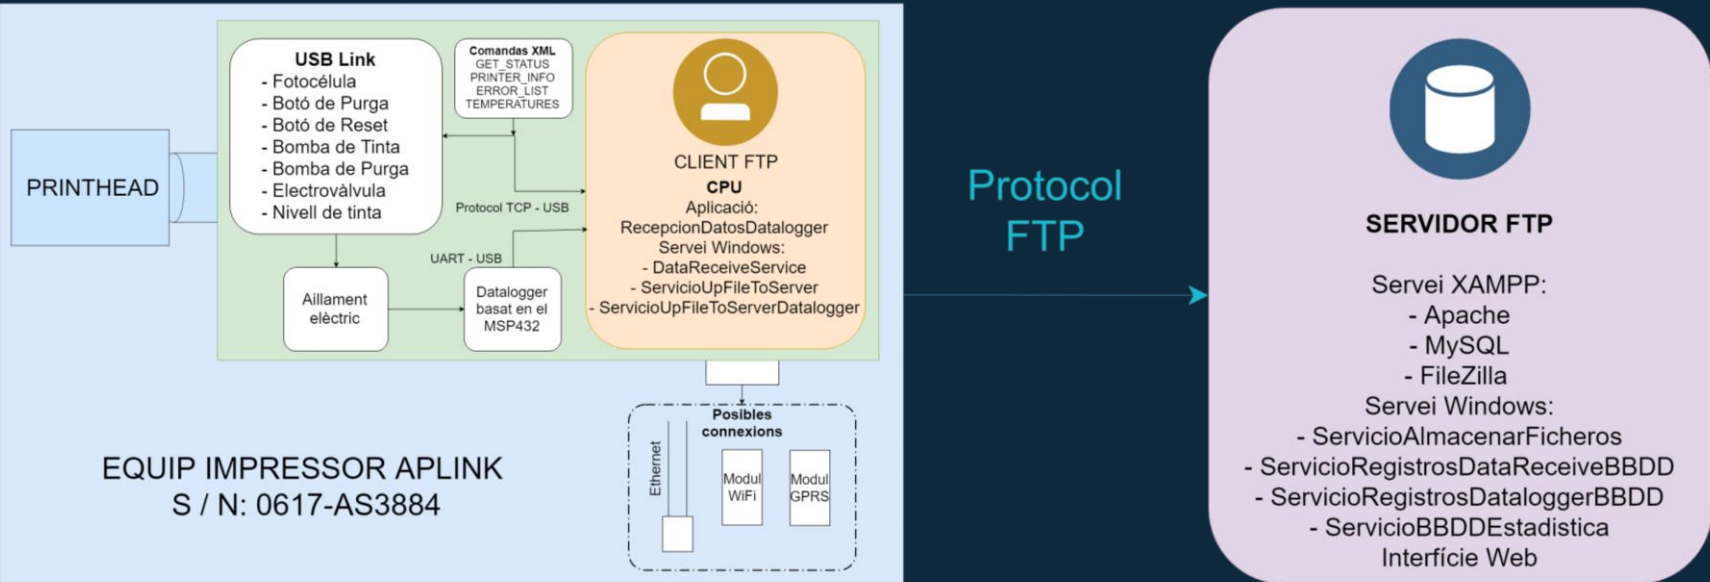 PRINTHEAD
USB Link
- Fotocélula
- Botó de Purga
- Botó de Reset
- Bomba de Tinta
- Bomba de Purga
- Electrovàlvula
- Nivell de tinta
Comandas XML
GET_STATUS
PRINTER_INFO
ERROR_LIST
TEMPERATURES
Protocol TCP - USB
UART - USB
Aillament
elèctric
Datalogger
basat en el
MSP432
CLIENT FTP
CPU
Aplicació:
RecepcionDatosDatalogger
Servei Windows:
- DataReceiveService
- ServicioUpFileToServer
- ServicioUpFileToServerDatalogger
Posibles
connexions
Ethernet
Modul
WiFi
Modul
GPRS
EQUIP IMPRESSOR APLINK
S / N: 0617-AS3884
Protocol
FTP
SERVIDOR FTP
Servei XAMPP:
- Apache
- MySQL
- FileZilla
Servei Windows:
- ServicioAlmacenarFicheros
- ServicioRegistrosDataReceiveBBDD
- ServicioRegistrosDataloggerBBDD
- ServicioBBDDEstadistica
Interfície Web